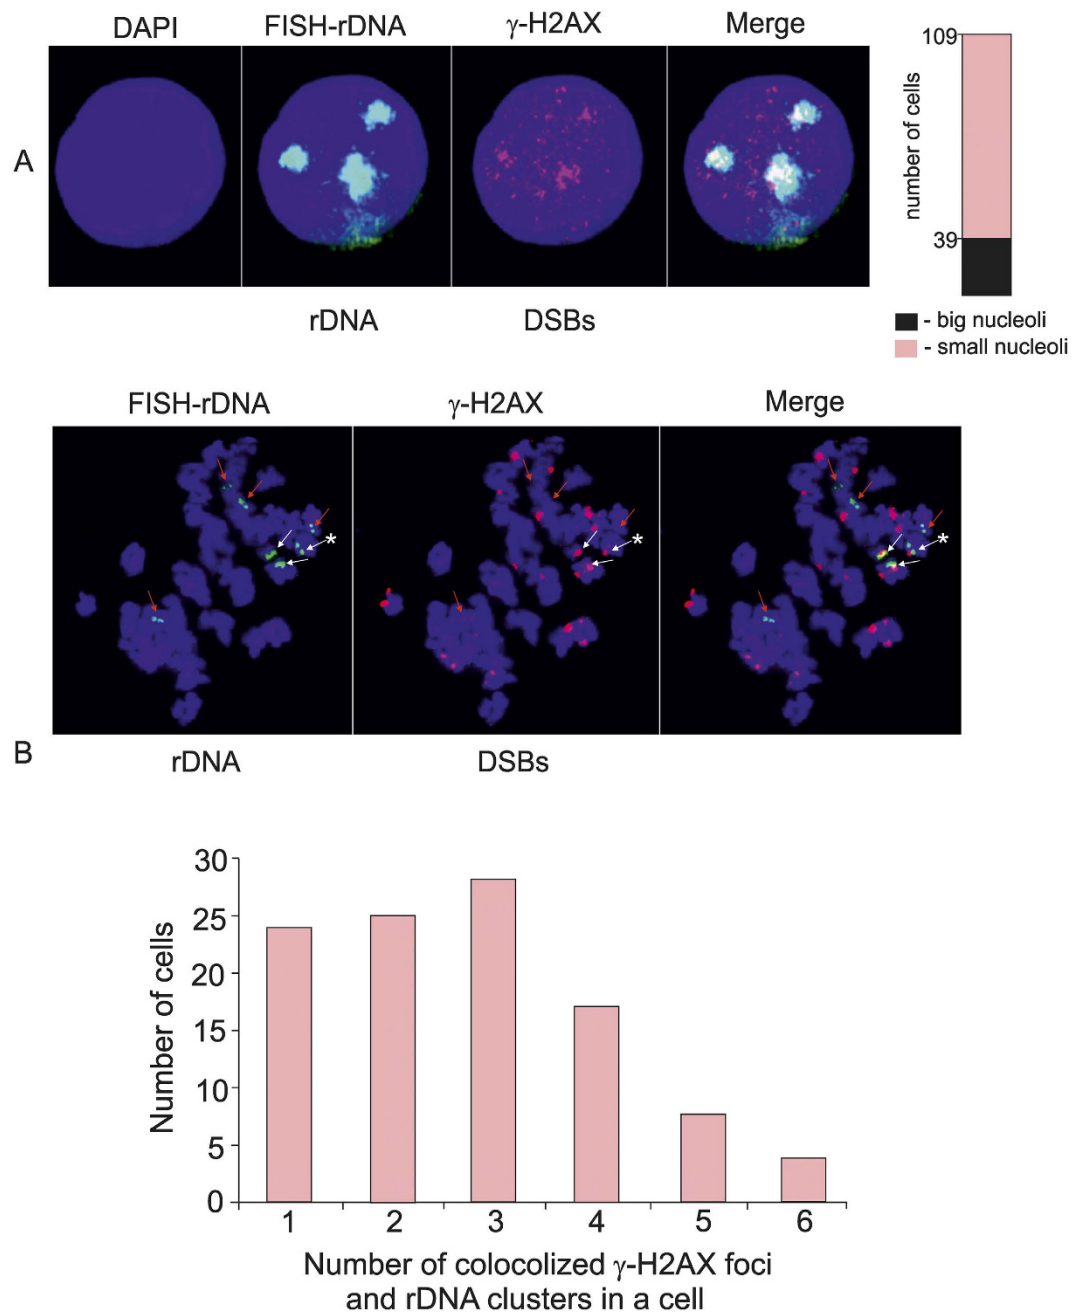 DAPI FISH-rDNA γ-H2AX Merge
A
109
39
number of cells
- big nucleoli
- small nucleoli
rDNA DSBs
FISH-rDNA γ-H2AX Merge
* * *
B
rDNA DSBs
30
25
20
15
10
5
0
Number of cells
1 2 3 4 5 6
Number of colocolized γ-H2AX foci
and rDNA clusters in a cell